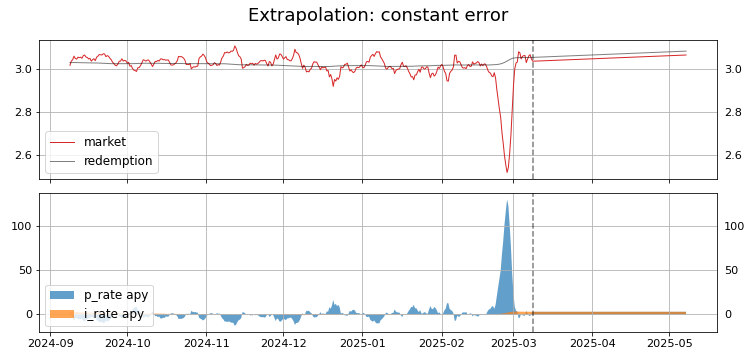 Extrapolation: constant error
3.0 3.0
2.8 2.8
2.6 2.6
market
redemption
100 100
50 50
0 0
p_rate apy
i_rate apy
2024-09 2024-10 2024-11 2024-12 2025-01 2025-02 2025-03 2025-04 2025-05